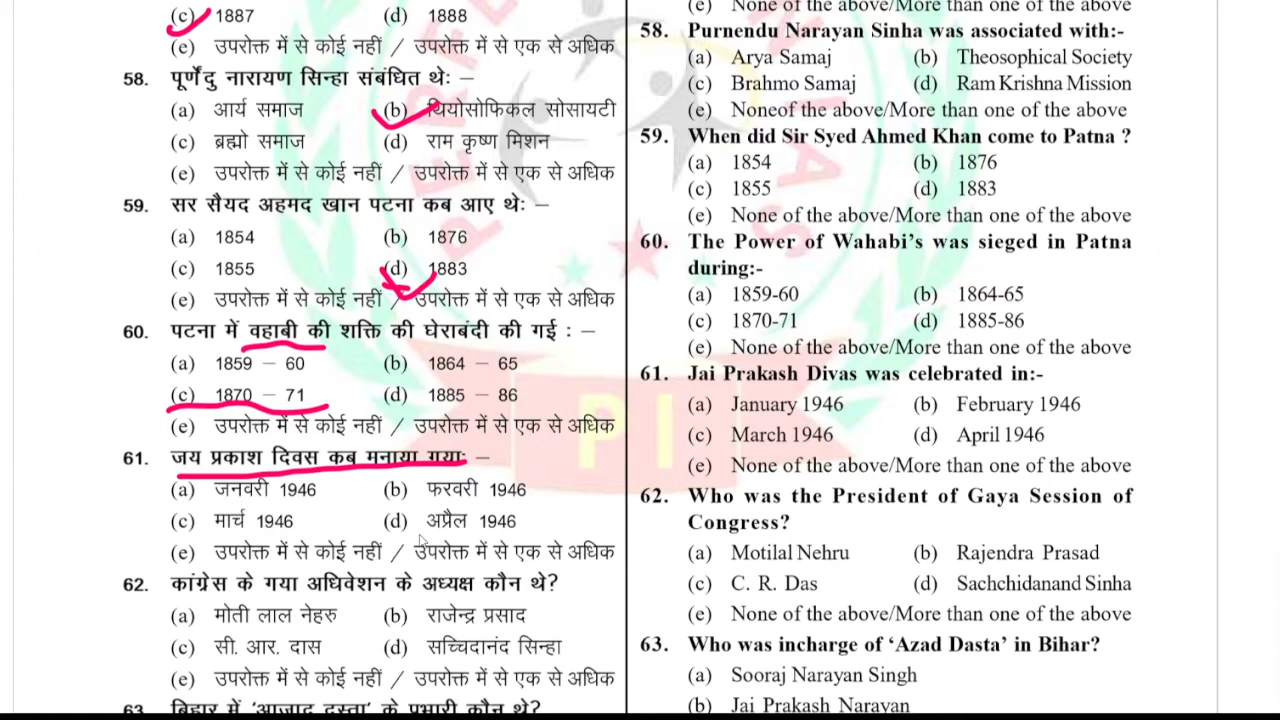 (c) 1887 (d) 1888
(e) उपरोक्त में से कोई नहीं / उपरोक्त में से एक से अधिक
58. पूर्णेंदु नारायण सिन्हा संबंधित थे: –
(a) आर्य समाज (b) थियोसोफिकल सोसायटी
(c) ब्रह्मो समाज (d) राम कृष्ण मिशन
(e) उपरोक्त में से कोई नहीं / उपरोक्त में से एक से अधिक
59. सर सैयद अहमद खान पटना कब आए थे: –
(a) 1854 (b) 1876
(c) 1855 (d) 1883
(e) उपरोक्त में से कोई नहीं / उपरोक्त में से एक से अधिक
60. पटना में वहाबी की शक्ति की घेराबंदी की गई : –
(a) 1859 – 60 (b) 1864 – 65
(c) 1870 – 71 (d) 1885 – 86
(e) उपरोक्त में से कोई नहीं / उपरोक्त में से एक से अधिक
61. जय प्रकाश दिवस कब मनाया गया: –
(a) जनवरी 1946 (b) फरवरी 1946
(c) मार्च 1946 (d) अप्रैल 1946
(e) उपरोक्त में से कोई नहीं / उपरोक्त में से एक से अधिक
62. कांग्रेस के गया अधिवेशन के अध्यक्ष कौन थे?
(a) मोती लाल नेहरु (b) राजेन्द्र प्रसाद
(c) सी. आर. दास (d) सच्चिदानंद सिन्हा
(e) उपरोक्त में से कोई नहीं / उपरोक्त में से एक से अधिक
63. बिहार में 'आजाद दस्ता' के प्रभारी कौन थे?
(e) None of the above/More than one of the above
58. Purnendu Narayan Sinha was associated with:-
(a) Arya Samaj (b) Theosophical Society
(c) Brahmo Samaj (d) Ram Krishna Mission
(e) Noneof the above/More than one of the above
59. When did Sir Syed Ahmed Khan come to Patna ?
(a) 1854 (b) 1876
(c) 1855 (d) 1883
(e) None of the above/More than one of the above
60. The Power of Wahabi's was sieged in Patna
during:-
(a) 1859-60 (b) 1864-65
(c) 1870-71 (d) 1885-86
(e) None of the above/More than one of the above
61. Jai Prakash Divas was celebrated in:-
(a) January 1946 (b) February 1946
(c) March 1946 (d) April 1946
(e) None of the above/More than one of the above
62. Who was the President of Gaya Session of
Congress?
(a) Motilal Nehru (b) Rajendra Prasad
(c) C. R. Das (d) Sachchidanand Sinha
(e) None of the above/More than one of the above
63. Who was incharge of 'Azad Dasta' in Bihar?
(a) Sooraj Narayan Singh
(b) Jai Prakash Narayan
PI